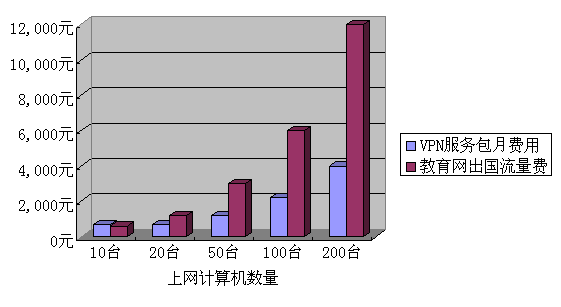 12,000元
10,000元
8,000元
6,000元
4,000元
2,000元
0元
10台 20台 50台 100台 200台
上网计算机数量
VPN服务包月费用
教育网出国流量费